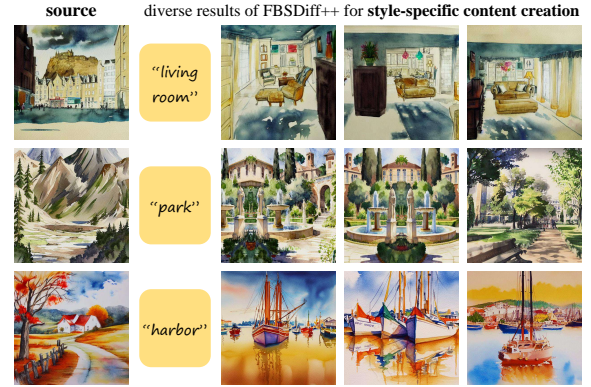 source diverse results of FBSDiff++ for style-specific content creation
"living
room"
"park"
"harbor"